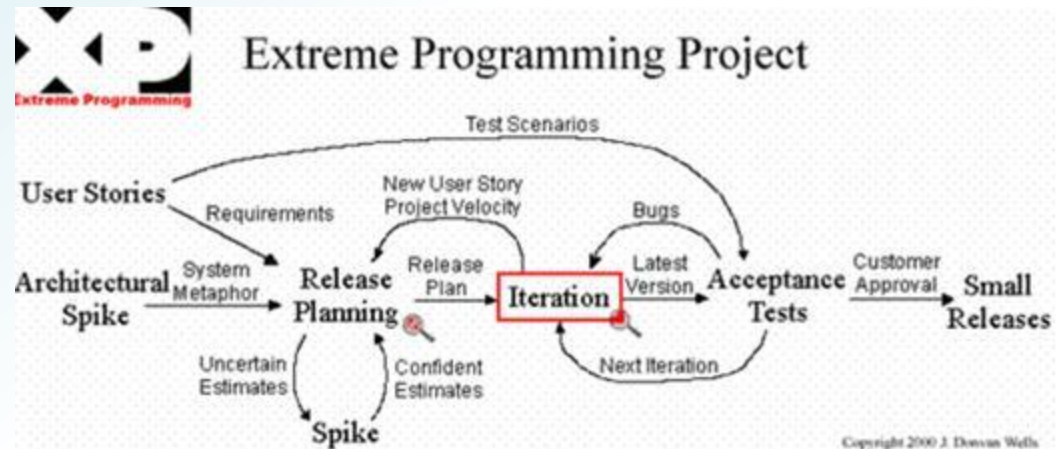 XP
Extreme Programming
Extreme Programming Project
Test Scenarios
User Stories
New User Story
Project Velocity
Requirements
Bugs
Architectural
Spike
System
Metaphor
Release
Planning
Release
Plan
Iteration
Latest
Version
Acceptance
Tests
Customer
Approval
Small
Releases
Uncertain
Estimates
Confident
Estimates
Next Iteration
Spike
Copyright 2000 J. Donvan Wells